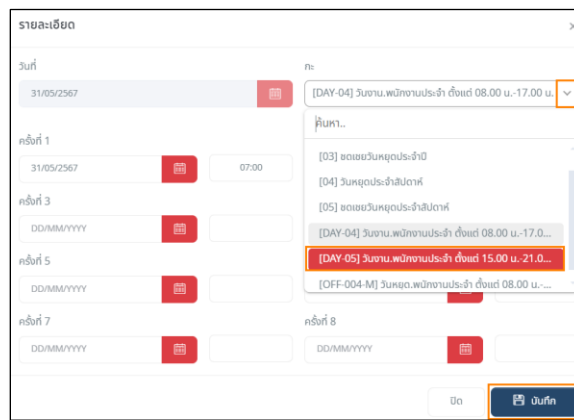 รายละเอียด
×
วันที่
กะ
31/05/2567
[DAY-04] วันงาน.พนักงานประจำ ตั้งแต่ 08.00 น.-17.00 น.
ค้นหา..
ครั้งที่ 1
[03] ชดเชยวันหยุดประจำปี
31/05/2567
07:00
[04] วันหยุดประจำสัปดาห์
ครั้งที่ 3
[05] ชดเชยวันหยุดประจำสัปดาห์
DD/MM/YYYY
[DAY-04] วันงาน.พนักงานประจำ ตั้งแต่ 08.00 น.-17.0...
ครั้งที่ 5
[DAY-05] วันงาน.พนักงานประจำ ตั้งแต่ 15.00 น.-21.0...
DD/MM/YYYY
[OFF-004-M] วันหยุด.พนักงานประจำ ตั้งแต่ 08.00 น.-...
ครั้งที่ 7
ครั้งที่ 8
DD/MM/YYYY
DD/MM/YYYY
ปิด
บันทึก